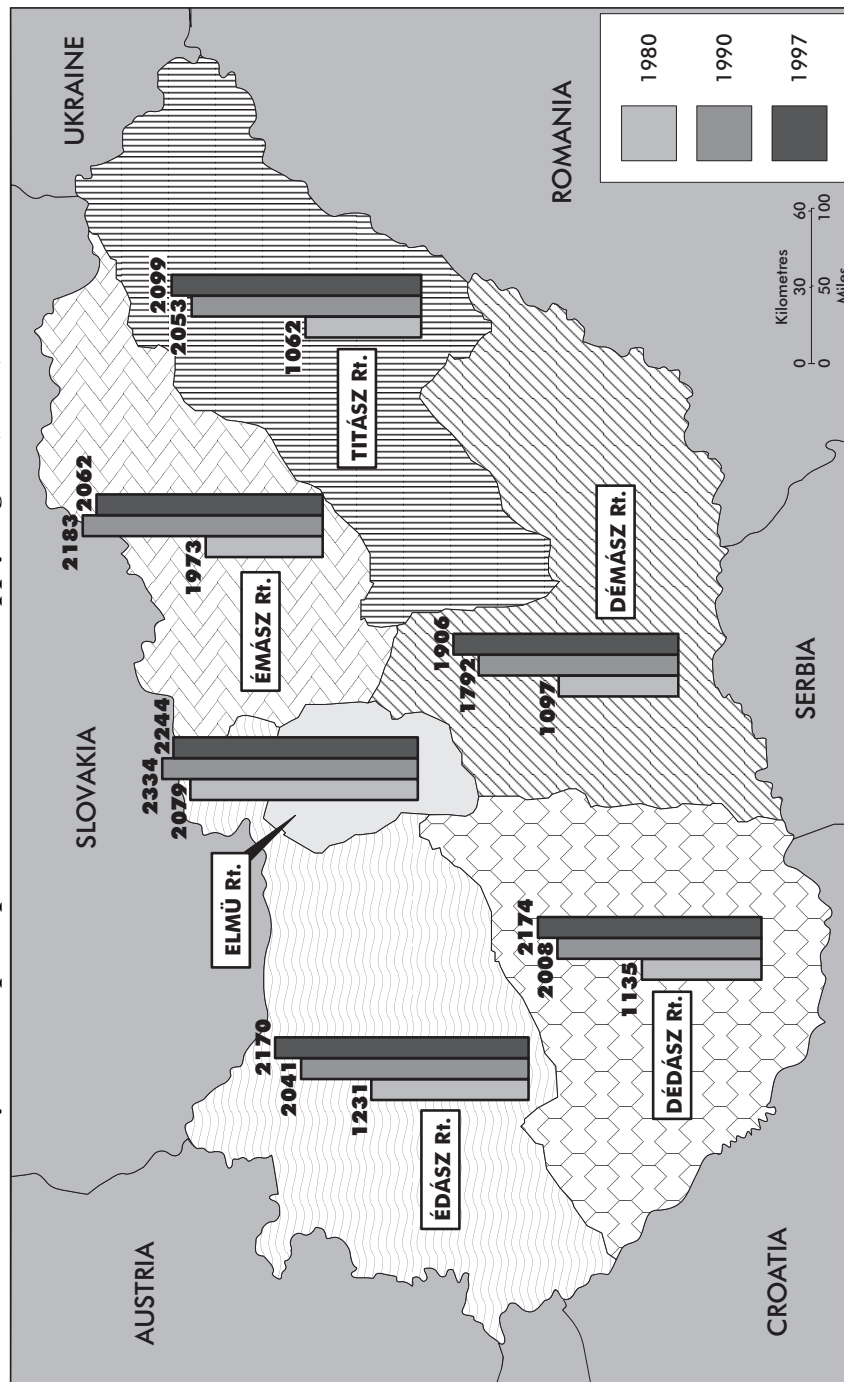 UKRAINE
SLOVAKIA
AUSTRIA
ROMANIA
SERBIA
CROATIA
2099
2053
1062
TITÁSZ Rt.
2183
2062
1973
ÉMÁSZ Rt.
2334
2244
2079
ELMÜ Rt.
1906
1792
1097
DÉMÁSZ Rt.
2170
2041
1231
ÉDÁSZ Rt.
2174
2008
1135
DÉDÁSZ Rt.
1980
1990
1997
Kilometres
0 30 60
0 50 100
Miles